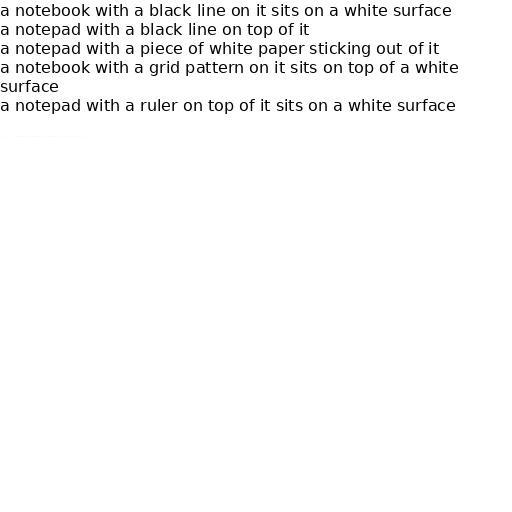 a notebook with a black line on it sits on a white surface
a notepad with a black line on top of it
a notepad with a piece of white paper sticking out of it
a notebook with a grid pattern on it sits on top of a white
surface
a notepad with a ruler on top of it sits on a white surface